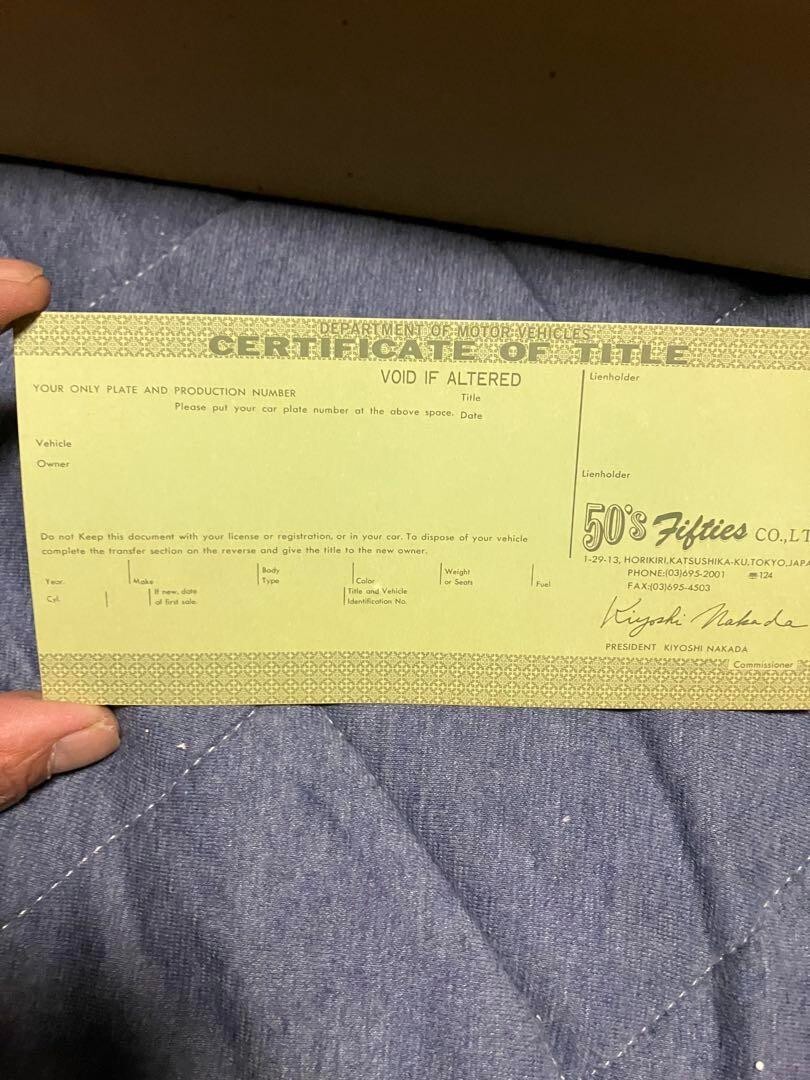 DEPARTMENT OF MOTOR VEHICLES
CERTIFICATE OF TITLE
VOID IF ALTERED
YOUR ONLY PLATE AND PRODUCTION NUMBER
Title
Please put your car plate number at the above space. Date
Vehicle
Owner
Do not Keep this document with your license or registration, or in your car. To dispose of your vehicle
complete the transfer section on the reverse and give the title to the new owner.
Year. Make Body Type Color Weight or Seats Fuel
Cyl. If new, date of first sale. Title and Vehicle Identification No.
Lienholder
Lienholder
50's Fifties CO.,LT
1-29-13, HORIKIRI,KATSUSHIKA-KU,TOKYO,JAPA
PHONE:(03)695-2001 124
FAX:(03)695-4503
Kiyoshi Nakada
PRESIDENT KIYOSHI NAKADA
Commissioner